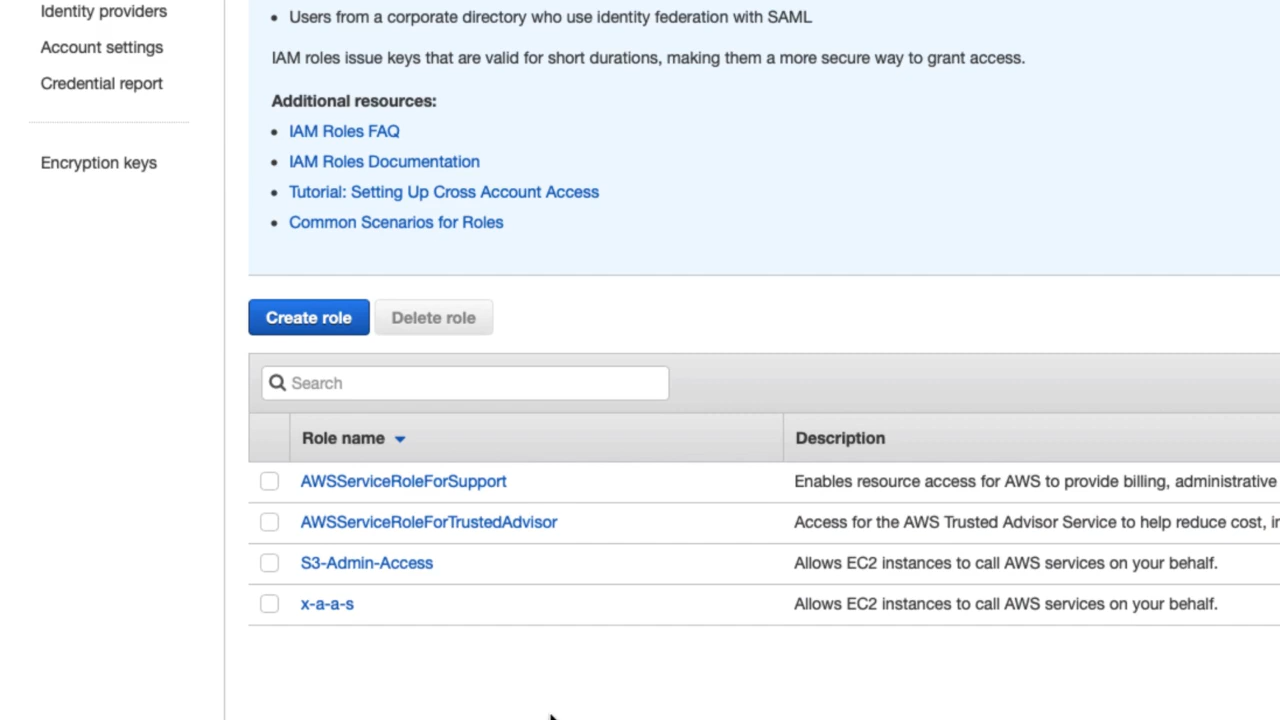 Identity providers
Account settings
Credential report
Encryption keys
• Users from a corporate directory who use identity federation with SAML
IAM roles issue keys that are valid for short durations, making them a more secure way to grant access.
Additional resources:
• IAM Roles FAQ
• IAM Roles Documentation
• Tutorial: Setting Up Cross Account Access
• Common Scenarios for Roles
Create role Delete role
Search
Role name Description
AWSServiceRoleForSupport Enables resource access for AWS to provide billing, administrative
AWSServiceRoleForTrustedAdvisor Access for the AWS Trusted Advisor Service to help reduce cost,
S3-Admin-Access Allows EC2 instances to call AWS services on your behalf.
x-a-a-s Allows EC2 instances to call AWS services on your behalf.